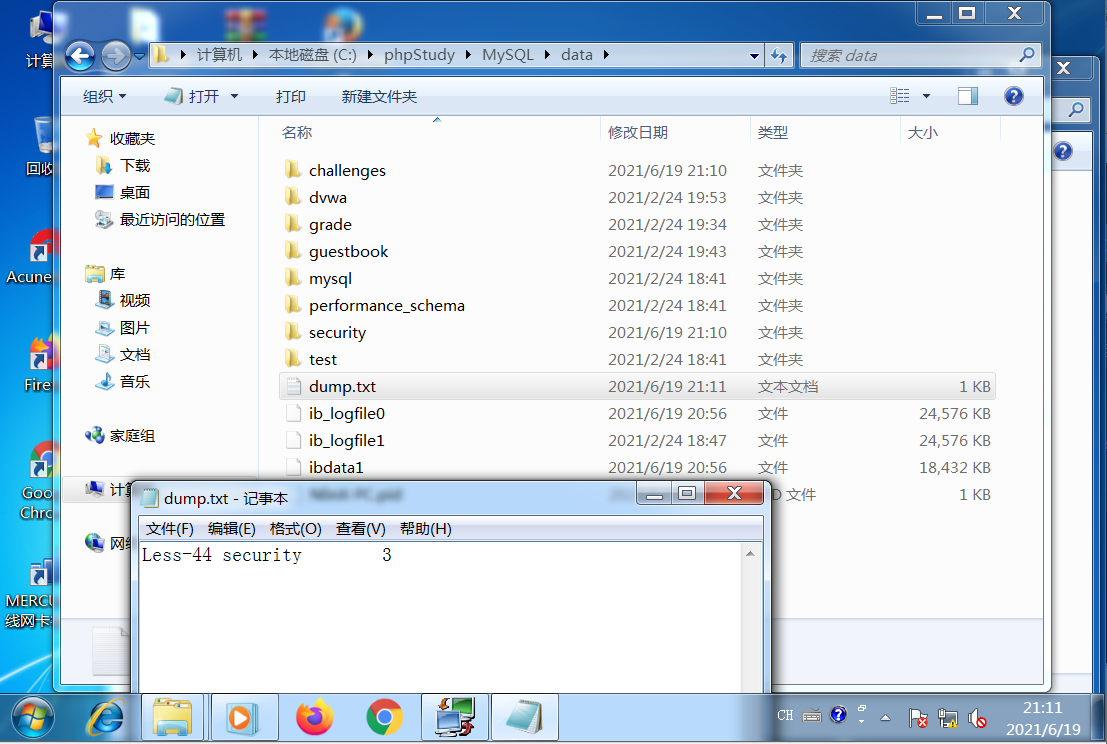 计算机 本地磁盘 (C:) phpStudy MySQL data 搜索 data
组织 打开 打印 新建文件夹
名称 修改日期 类型 大小
收藏夹
下载
桌面
最近访问的位置
库
视频
图片
文档
音乐
家庭组
challenges 2021/6/19 21:10 文件夹
dvwa 2021/2/24 19:53 文件夹
grade 2021/2/24 19:34 文件夹
guestbook 2021/2/24 19:43 文件夹
mysql 2021/2/24 18:41 文件夹
performance_schema 2021/2/24 18:41 文件夹
security 2021/6/19 21:10 文件夹
test 2021/2/24 18:41 文件夹
dump.txt 2021/6/19 21:11 文本文档 1 KB
ib_logfile0 2021/6/19 20:56 文件 24,576 KB
ib_logfile1 2021/2/24 18:47 文件 24,576 KB
ibdata1 2021/6/19 20:56 文件 18,432 KB
文件 1 KB
dump.txt - 记事本
文件(F) 编辑(E) 格式(O) 查看(V) 帮助(H)
Less-44 security 3
回收
Acune
Fire
Goo
Chro
MERCU
线网卡
CH
21:11
2021/6/19